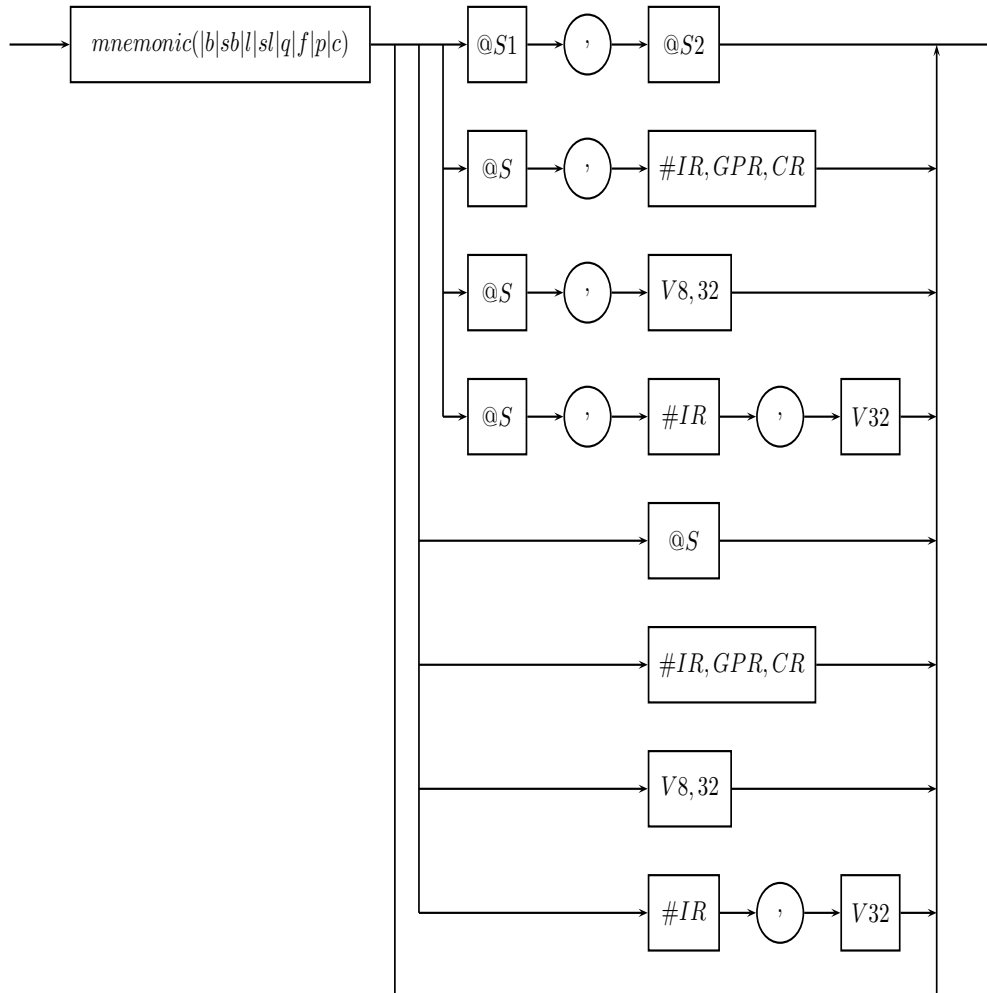 mnemonic(|b|sb|l|sl|q|f|p|c) @S1 , @S2
@S , #IR, GPR, CR
@S , V8, 32
@S , #IR , V32
@S
#IR, GPR, CR
V8, 32
#IR , V32